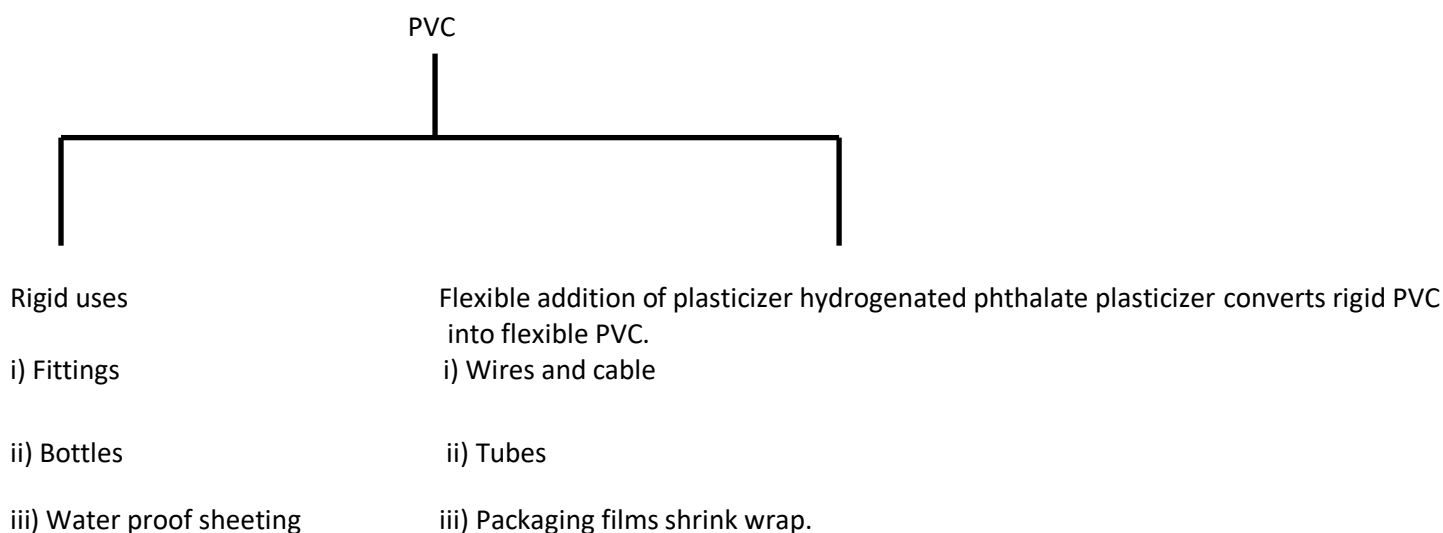 PVC
Rigid uses
Flexible addition of plasticizer hydrogenated phthalate plasticizer converts rigid PVC
into flexible PVC.
i) Fittings
i) Wires and cable
ii) Bottles
ii) Tubes
iii) Water proof sheeting
iii) Packaging films shrink wrap.